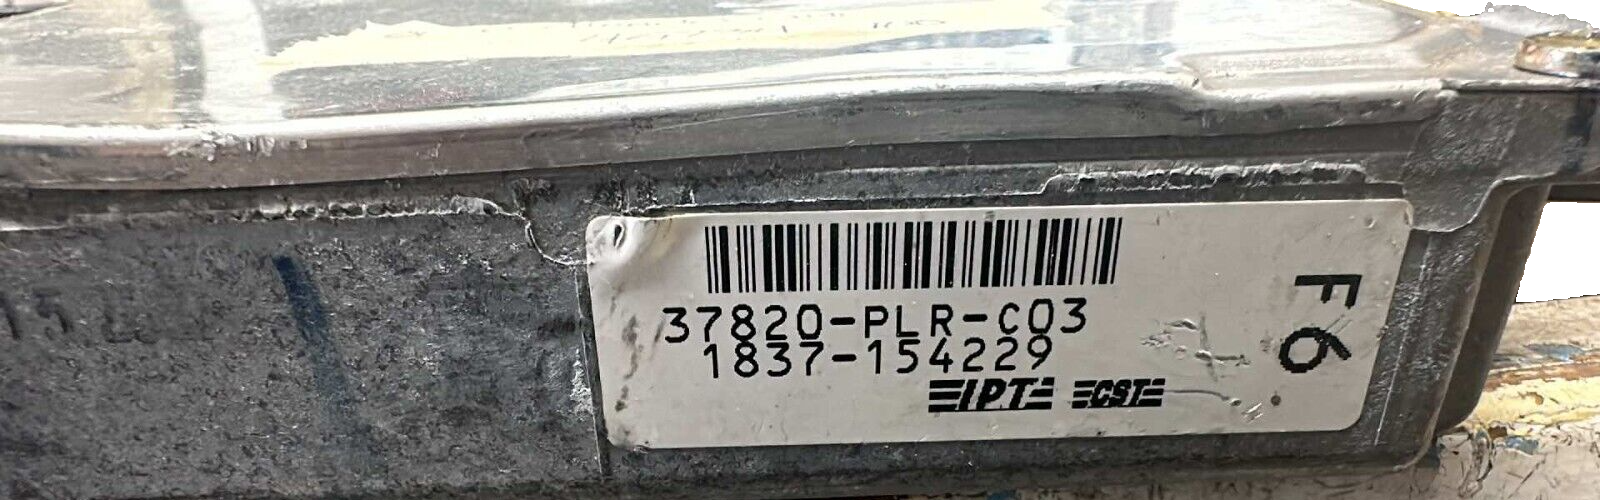 37820-PLR-C03
1837-154229
IPT CST
F6